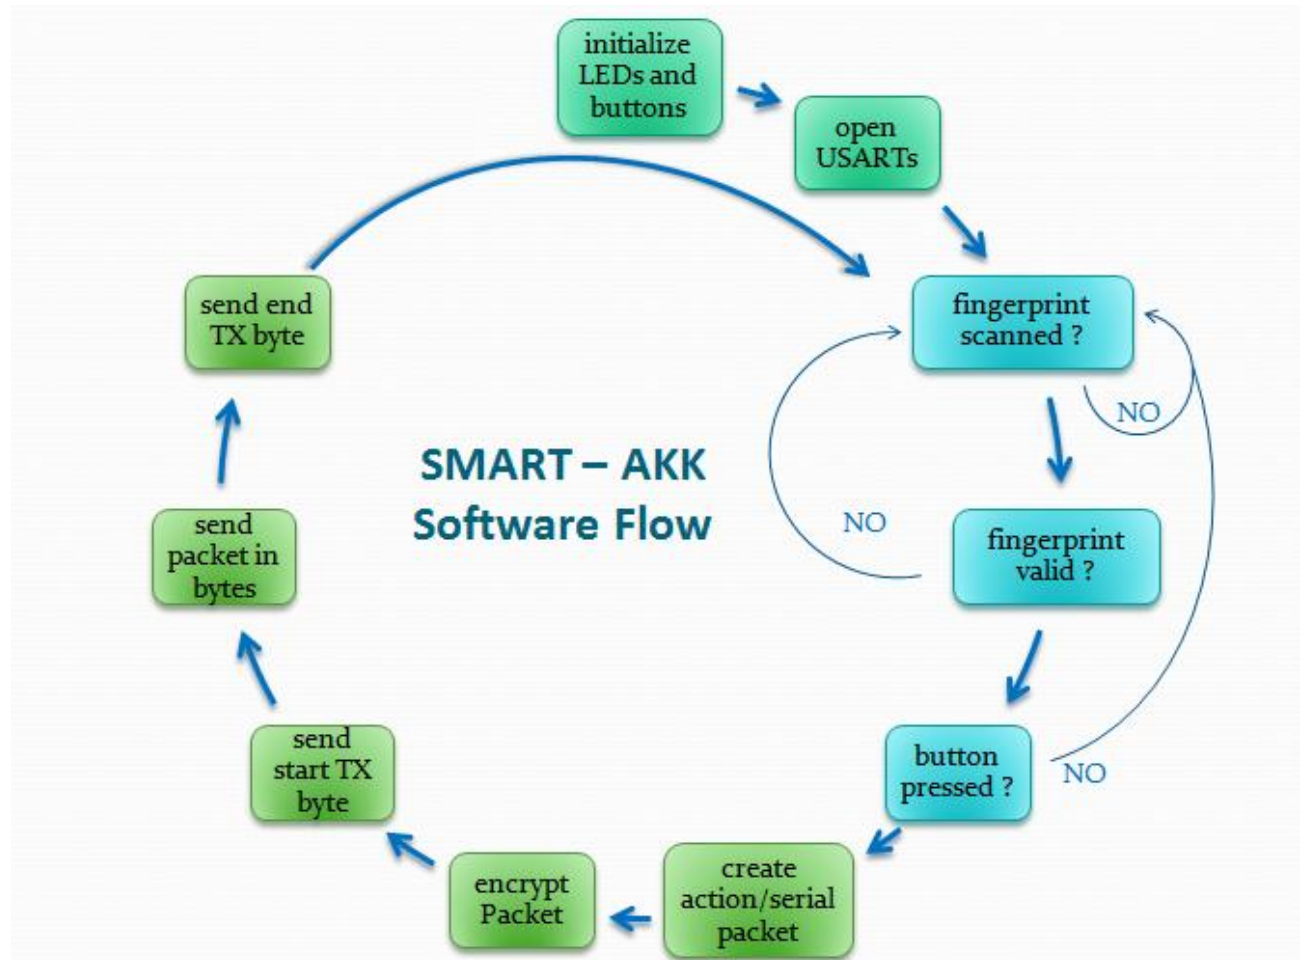 initialize
LEDs and
buttons
open
USARTs
fingerprint
scanned ?
NO
fingerprint
valid ?
NO
button
pressed ?
NO
create
action/serial
packet
encrypt
Packet
send
start TX
byte
send
packet in
bytes
send end
TX byte
SMART – AKK
Software Flow